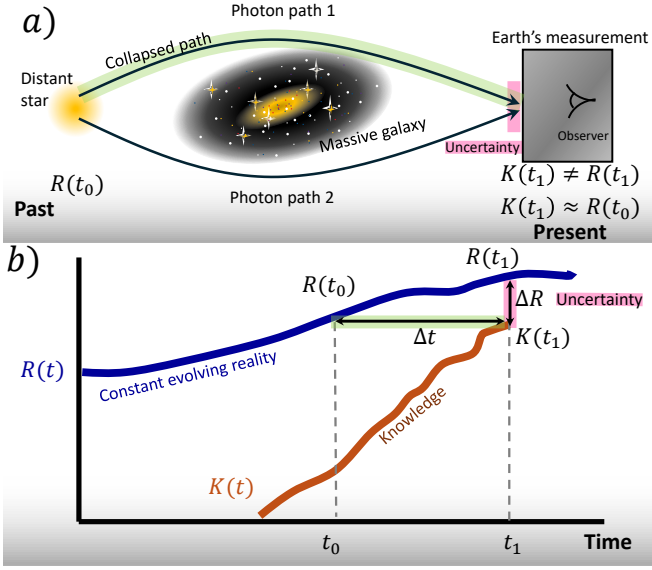 a)
Photon path 1
Collapsed path
Earth's measurement
Distant
star
Massive galaxy
Observer
Uncertainty
R(t₀)
Photon path 2
K(t₁) ≠ R(t₁)
K(t₁) ≈ R(t₀)
Past
Present
b)
R(t₁)
R(t₀)
ΔR
Uncertainty
Δt
K(t₁)
R(t)
Constant evolving reality
Knowledge
K(t)
t₀
t₁
Time